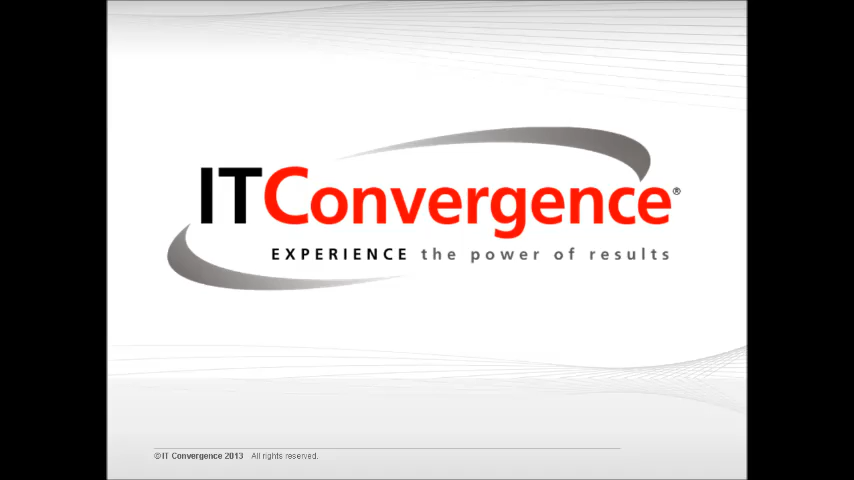 ITConvergence®
EXPERIENCE the power of results
© IT Convergence 2013 All rights reserved.